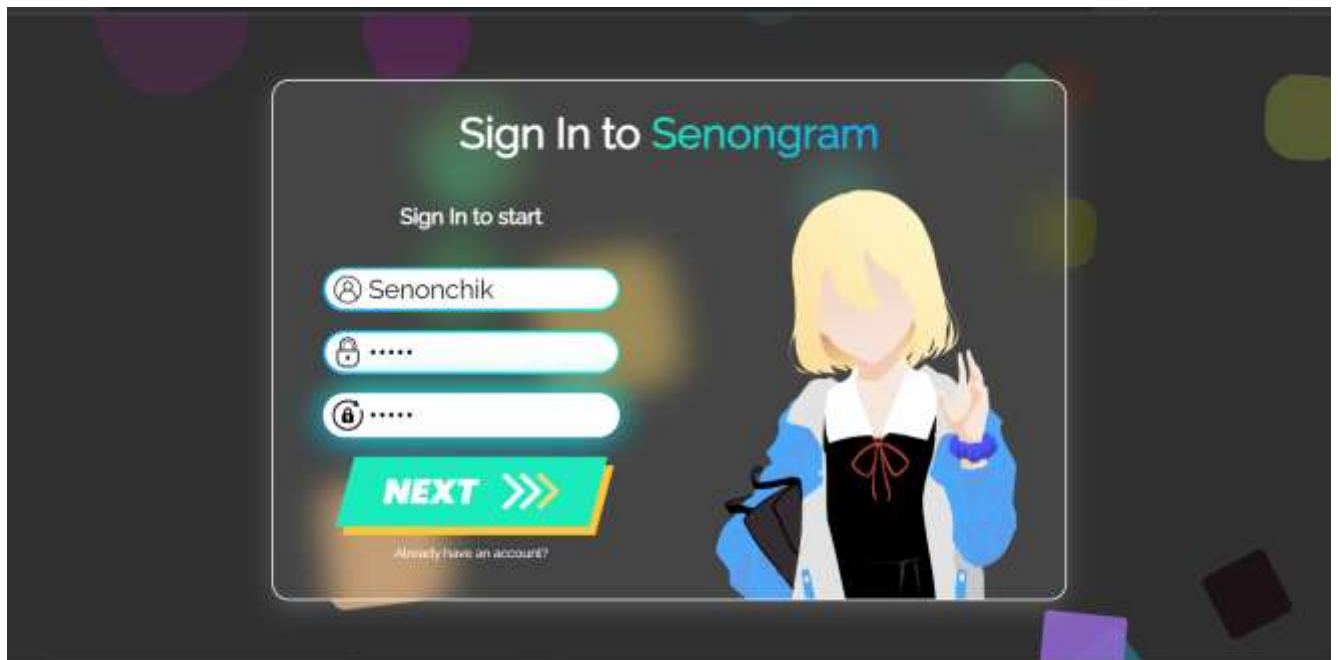 Sign In to Senongram
Sign In to start
Senonchik
•••••
•••••
NEXT
Already have an account?